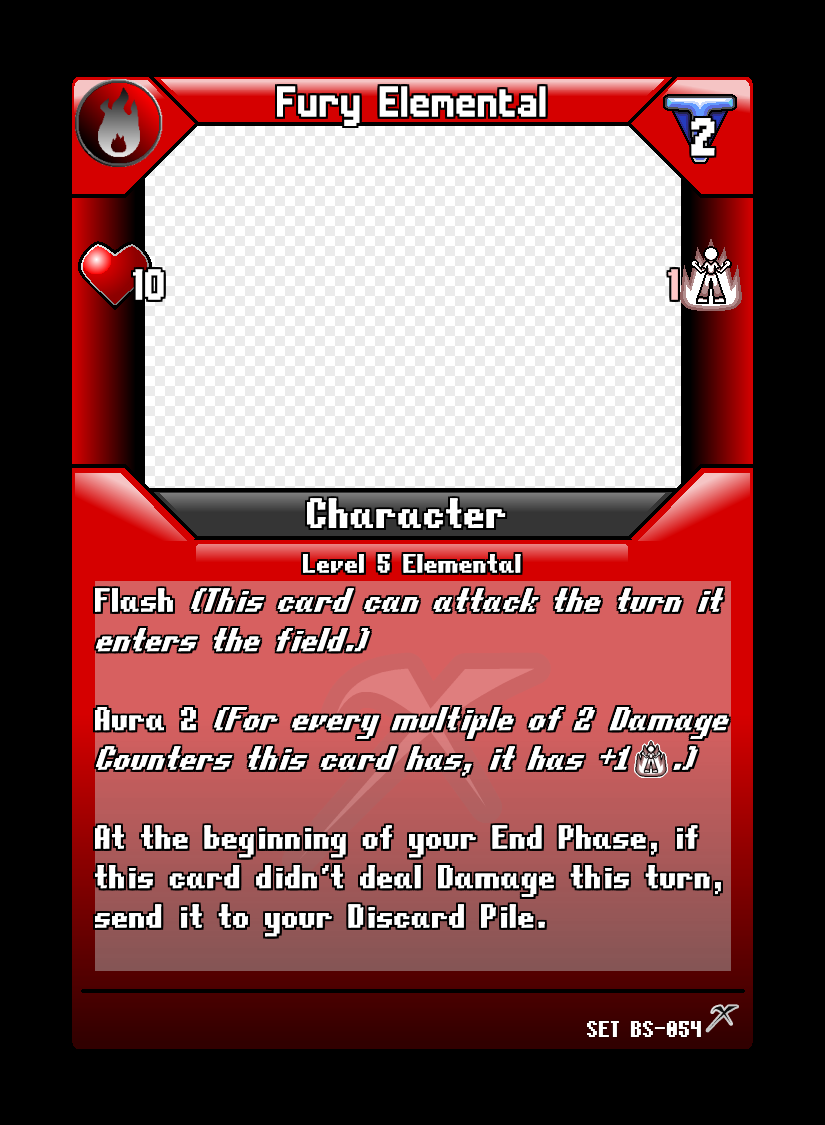 Fury Elemental
2
10
1
Character
Level 5 Elemental
Flash (This card can attack the turn it
enters the field.)
Aura 2 (For every multiple of 2 Damage
Counters this card has, it has +1 .)
At the beginning of your End Phase, if
this card didn't deal Damage this turn,
send it to your Discard Pile.
SET BS-054